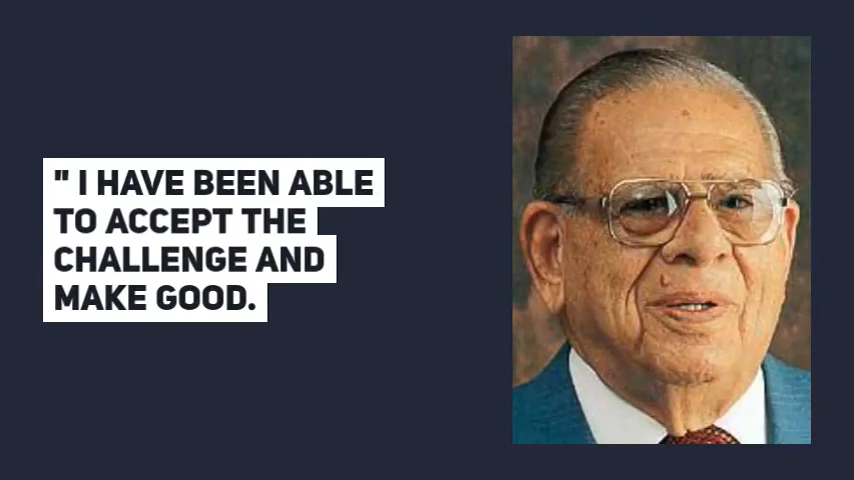 " I HAVE BEEN ABLE
TO ACCEPT THE
CHALLENGE AND
MAKE GOOD.